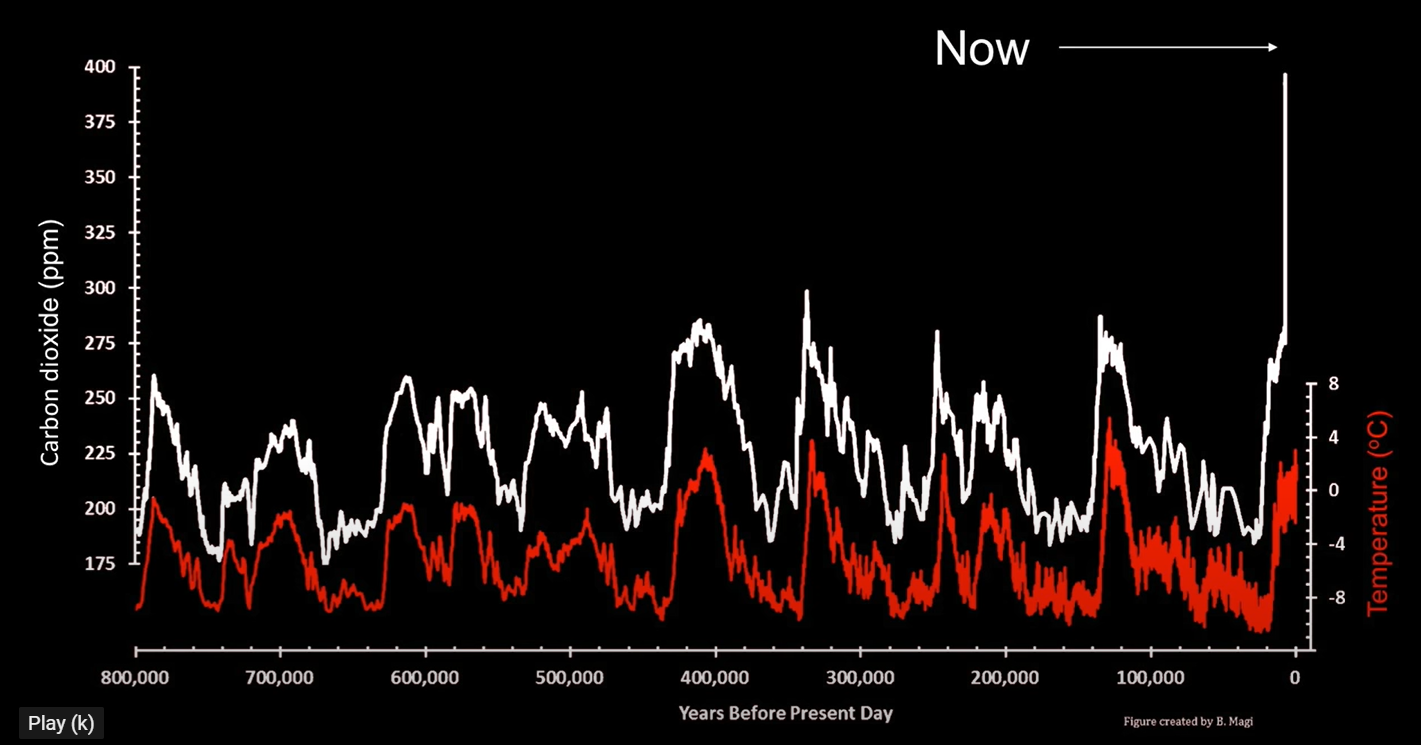 Now
400
375
350
325
300
275
250
225
200
175
Carbon dioxide (ppm)
8
4
0
-4
-8
Temperature (ºC)
800,000 700,000 600,000 500,000 400,000 300,000 200,000 100,000 0
Years Before Present Day
Figure created by B. Magi
Play (k)